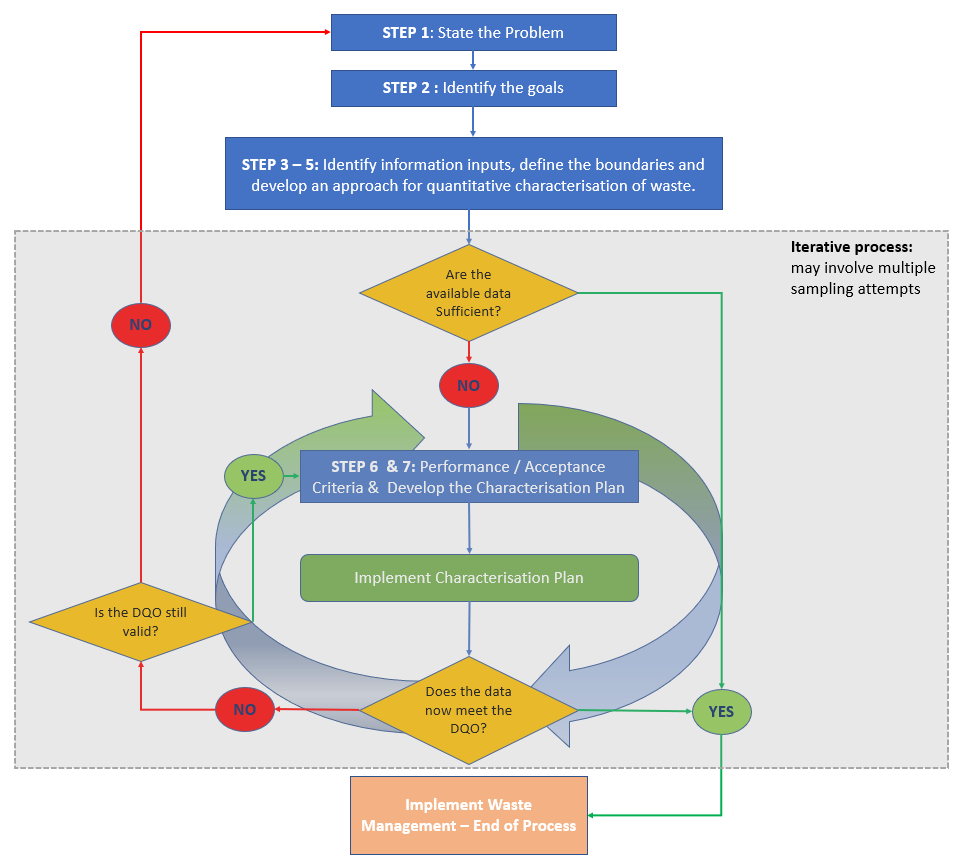 STEP 1: State the Problem
STEP 2 : Identify the goals
STEP 3 – 5: Identify information inputs, define the boundaries and
develop an approach for quantitative characterisation of waste.
Iterative process:
may involve multiple
sampling attempts
Are the
available data
Sufficient?
NO
NO
STEP 6 & 7: Performance / Acceptance
Criteria & Develop the Characterisation Plan
YES
Implement Characterisation Plan
Is the DQO still
valid?
Does the data
now meet the
DQO?
NO
YES
Implement Waste
Management – End of Process